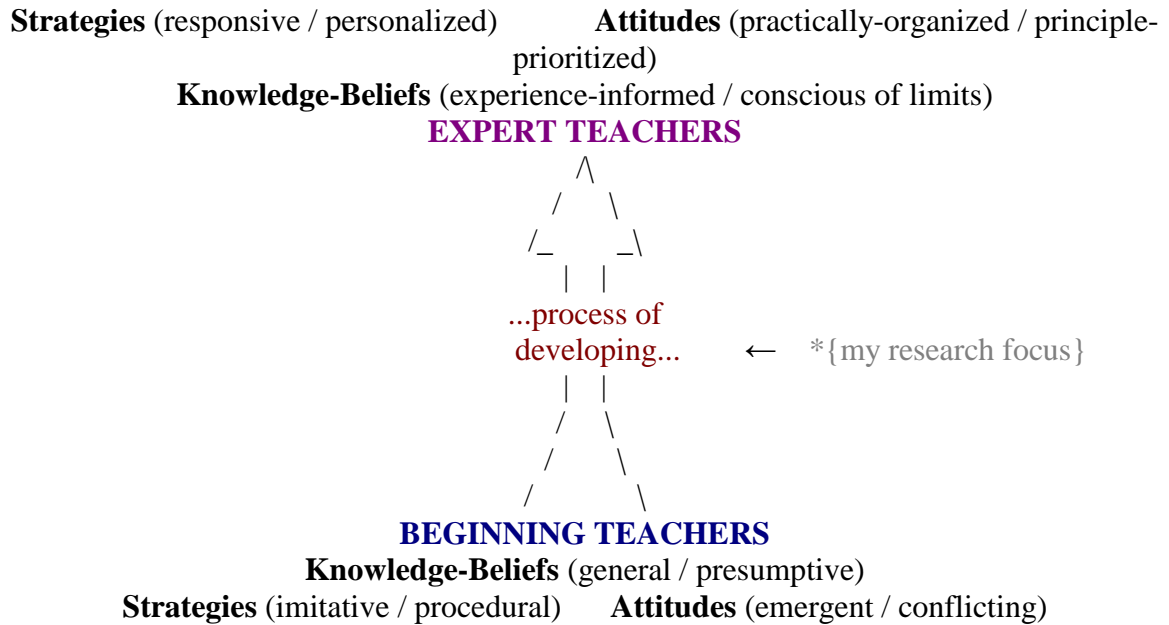 Strategies (responsive / personalized) Attitudes (practically-organized / principle-
prioritized)
Knowledge-Beliefs (experience-informed / conscious of limits)
EXPERT TEACHERS
/\
/ \
/ \
/_ _\
| |
...process of
developing... ← *{my research focus}
| |
/ \
/ \
/ \
BEGINNING TEACHERS
Knowledge-Beliefs (general / presumptive)
Strategies (imitative / procedural) Attitudes (emergent / conflicting)